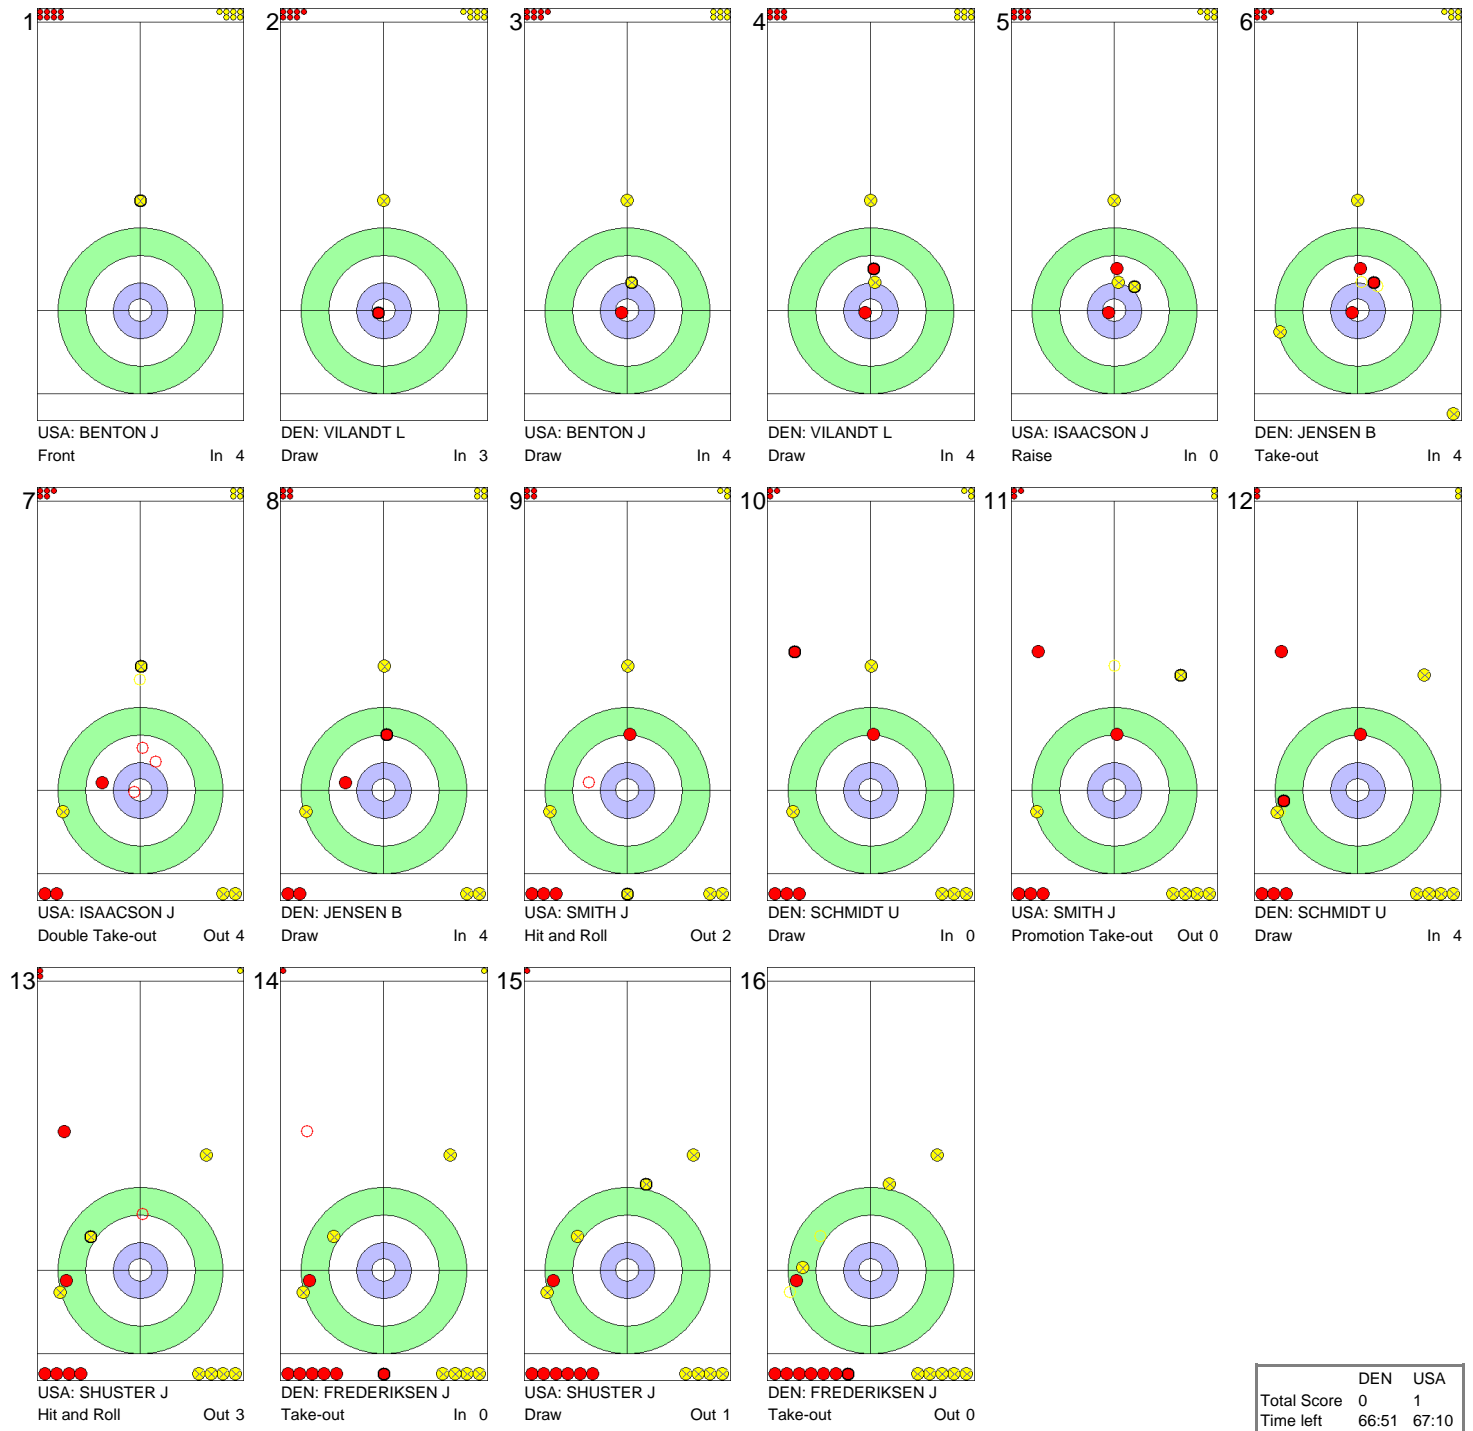 1 2 3 4 5 6
USA: BENTON J DEN: VILANDT L USA: BENTON J DEN: VILANDT L USA: ISAACSON J DEN: JENSEN B
Front In 4 Draw In 3 Draw In 4 Draw In 4 Raise In 0 Take-out In 4
7 8 9 10 11 12
USA: ISAACSON J DEN: JENSEN B USA: SMITH J DEN: SCHMIDT U USA: SMITH J DEN: SCHMIDT U
Double Take-out Out 4 Draw In 4 Hit and Roll Out 2 Draw In 0 Promotion Take-out Out 0 Draw In 4
13 14 15 16
USA: SHUSTER J DEN: FREDERIKSEN J USA: SHUSTER J DEN: FREDERIKSEN J
Hit and Roll Out 3 Take-out In 0 Draw Out 1 Take-out Out 0
DEN USA
Total Score 0 1
Time left 66:51 67:10